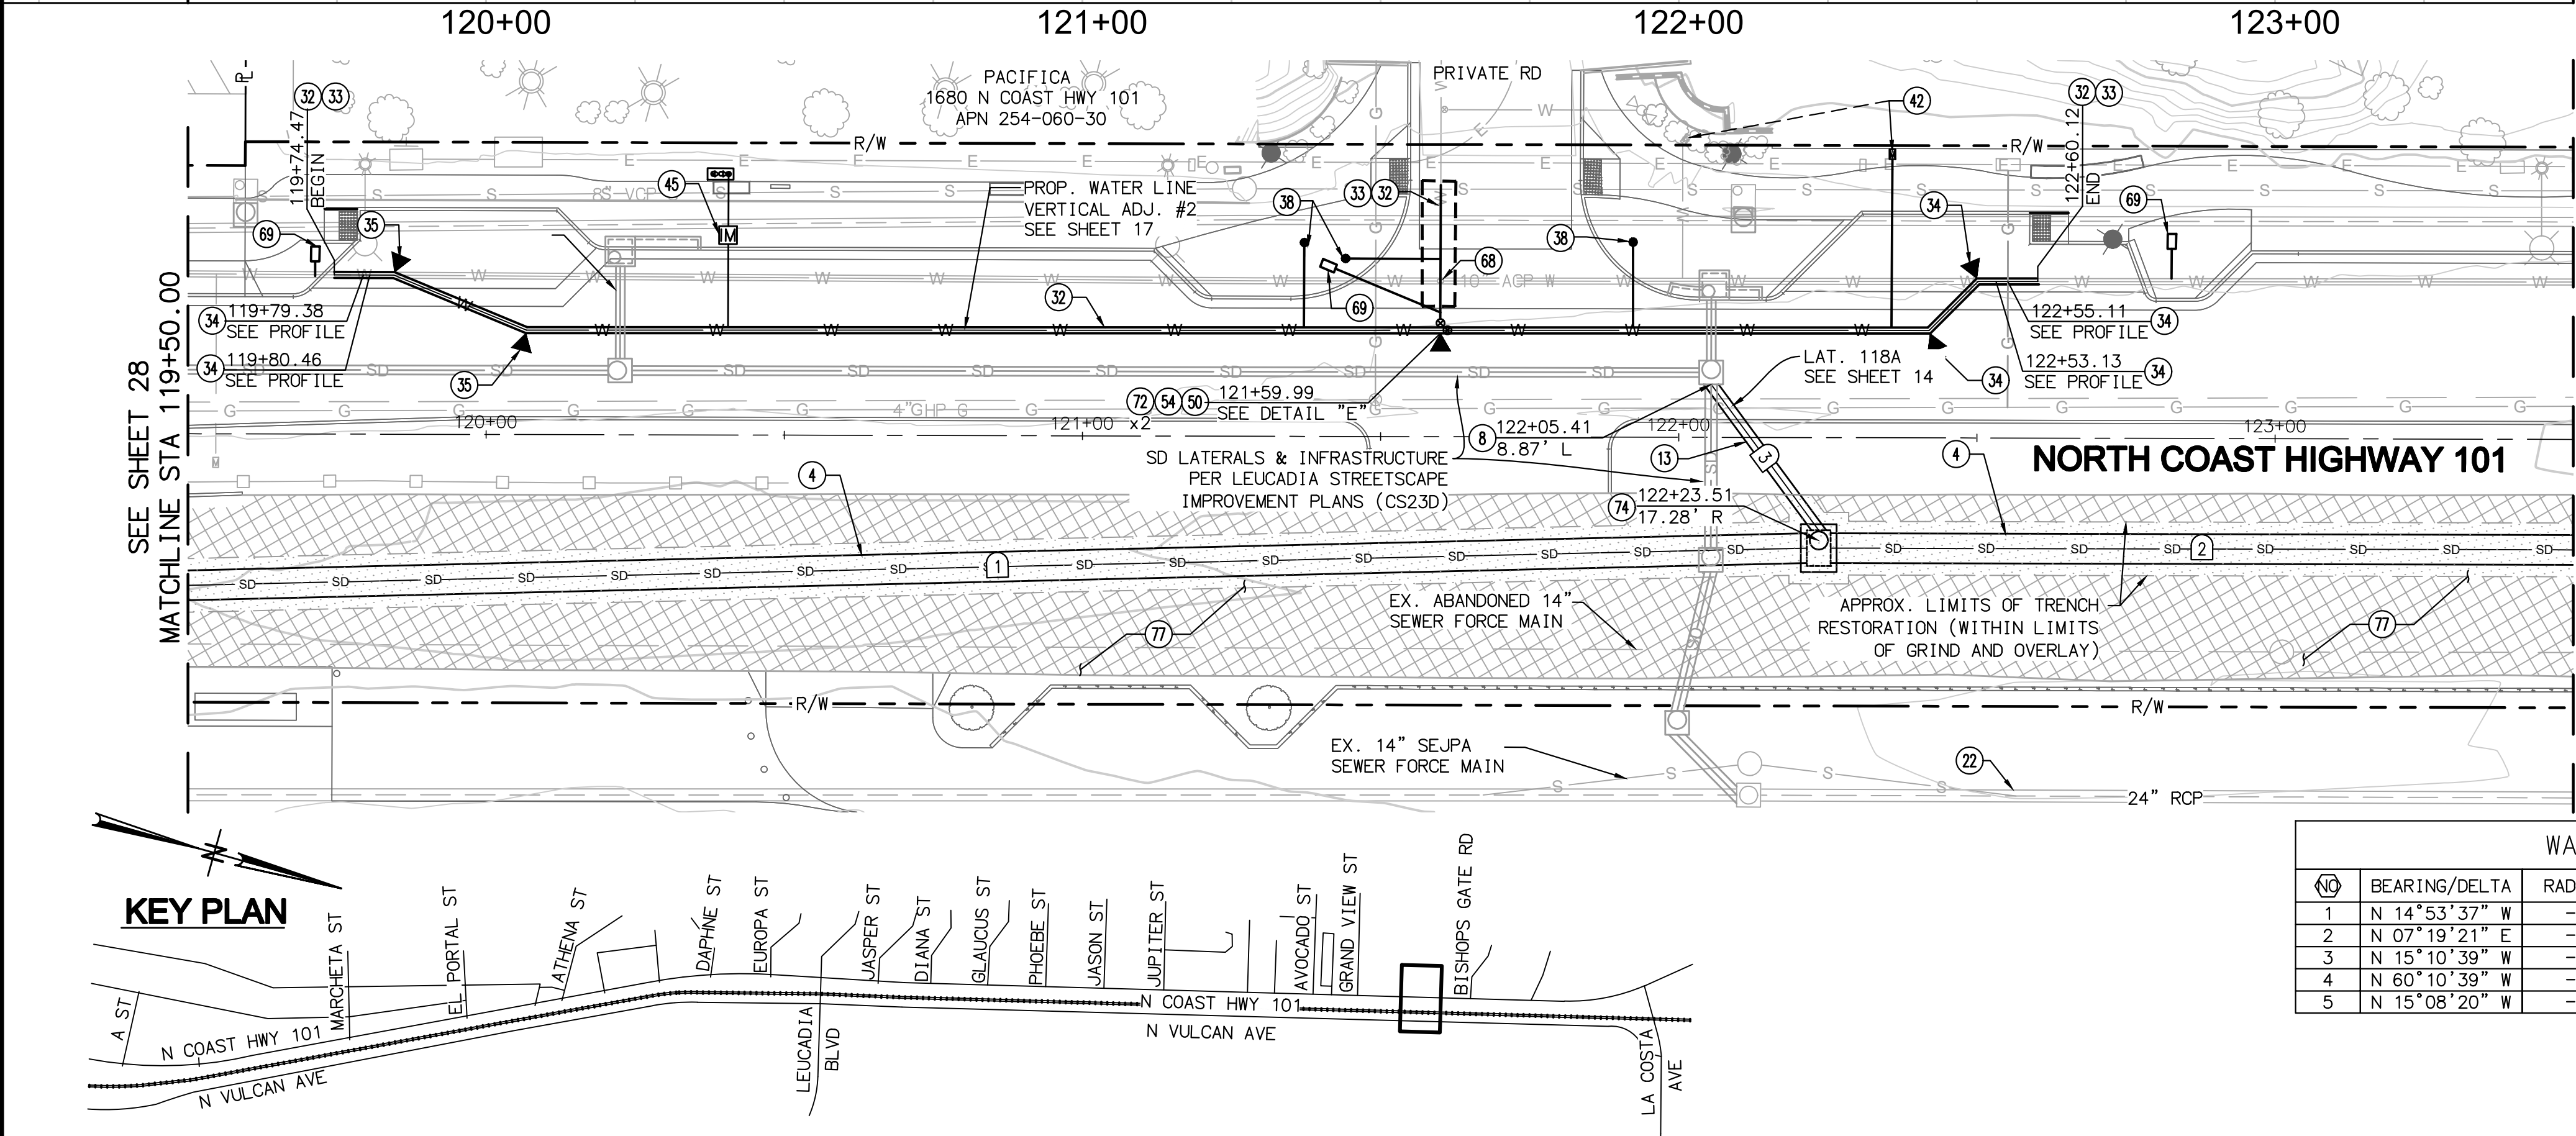 120+00
121+00
122+00
123+00
PL
32
33
119+74.47
BEGIN
PACIFICA
1680 N COAST HWY 101
APN 254-060-30
PRIVATE RD
R/W
8" VCP
45
IM
PROP. WATER LINE
VERTICAL ADJ. #2
SEE SHEET 17
38
33
32
68
69
38
42
34
32
33
122+60.12
END
69
R/W
69
35
32
10" ACP W
34
119+79.38
SEE PROFILE
34
119+80.46
SEE PROFILE
35
122+55.11
SEE PROFILE
34
122+53.13
SEE PROFILE
34
34
LAT. 118A
SEE SHEET 14
72
54
50
121+59.99
SEE DETAIL "E"
x2
4"GHP G
120+00
121+00
122+00
123+00
8
122+05.41
8.87' L
13
3
SD LATERALS & INFRASTRUCTURE
PER LEUCADIA STREETSCAPE
IMPROVEMENT PLANS (CS23D)
74
122+23.51
17.28' R
4
4
NORTH COAST HIGHWAY 101
SEE SHEET 28
MATCHLINE STA 119+50.00
1
2
77
EX. ABANDONED 14"
SEWER FORCE MAIN
APPROX. LIMITS OF TRENCH
RESTORATION (WITHIN LIMITS
OF GRIND AND OVERLAY)
77
R/W
R/W
EX. 14" SEJPA
SEWER FORCE MAIN
22
24" RCP
N
KEY PLAN
A ST
MARCHETA ST
EL PORTAL ST
ATHENA ST
DAPHNE ST
EUROPA ST
JASPER ST
DIANA ST
GLAUCUS ST
PHOEBE ST
JASON ST
JUPITER ST
AVOCADO ST
GRAND VIEW ST
BISHOPS GATE RD
N COAST HWY 101
N VULCAN AVE
LEUCADIA
BLVD
N COAST HWY 101
N VULCAN AVE
LA COSTA
AVE
WA
NO BEARING/DELTA RAD
1 N 14°53'37" W -
2 N 07°19'21" E -
3 N 15°10'39" W -
4 N 60°10'39" W -
5 N 15°08'20" W -